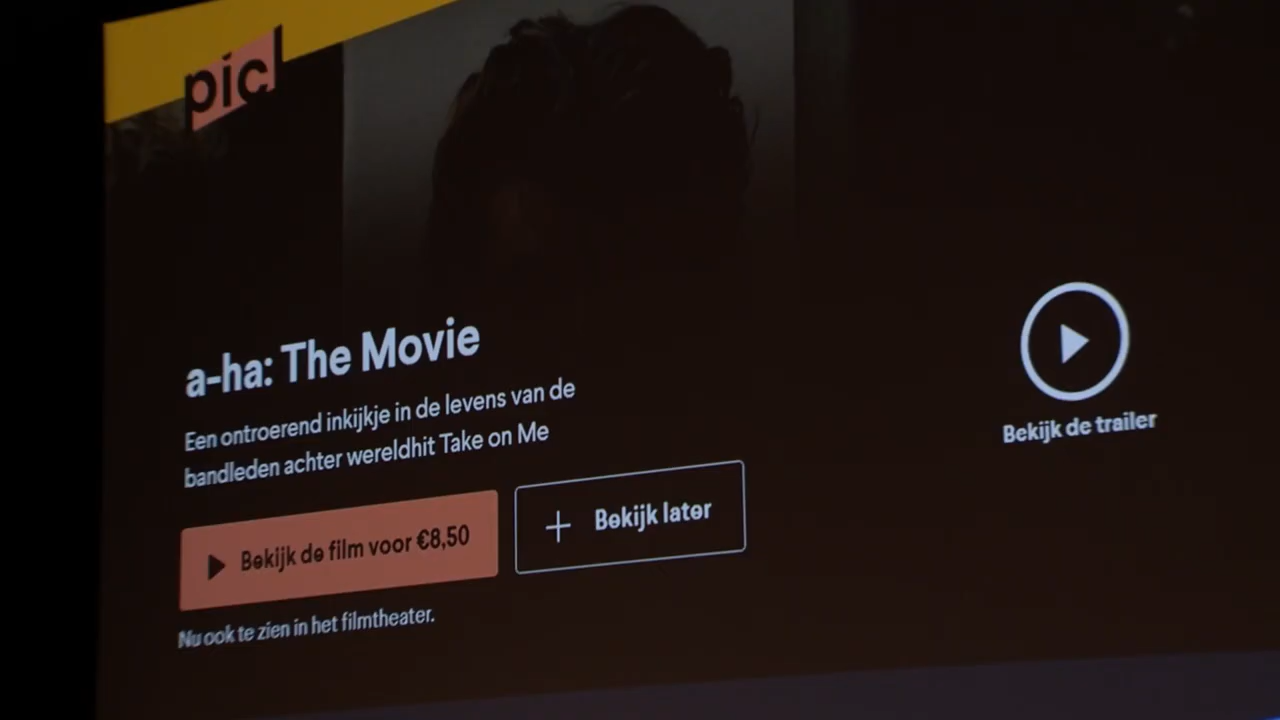 picl
a-ha: The Movie
Een ontroerend inkijkje in de levens van de
bandleden achter wereldhit Take on Me
Bekijk de film voor €8,50
Bekijk later
Nu ook te zien in het filmtheater.
Bekijk de trailer